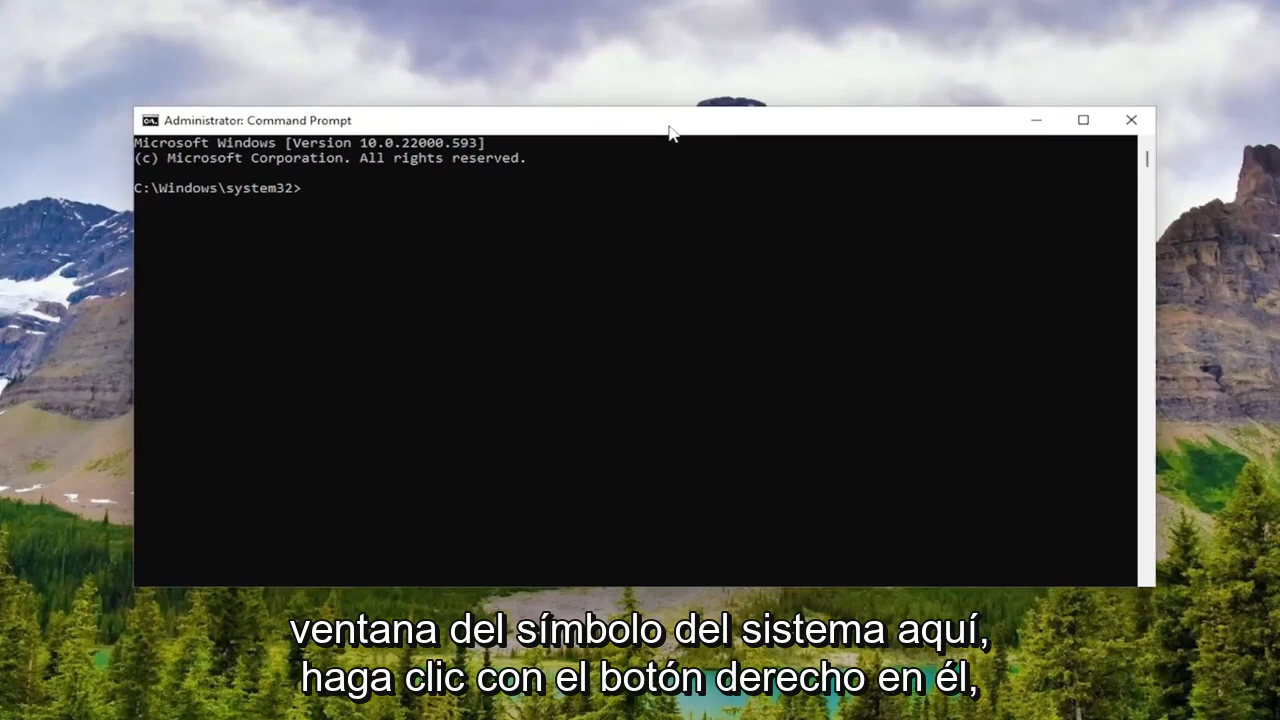 Administrator: Command Prompt
Microsoft Windows [Version 10.0.22000.593]
(c) Microsoft Corporation. All rights reserved.
C:\Windows\system32>
ventana del símbolo del sistema aquí,
haga clic con el botón derecho en él,